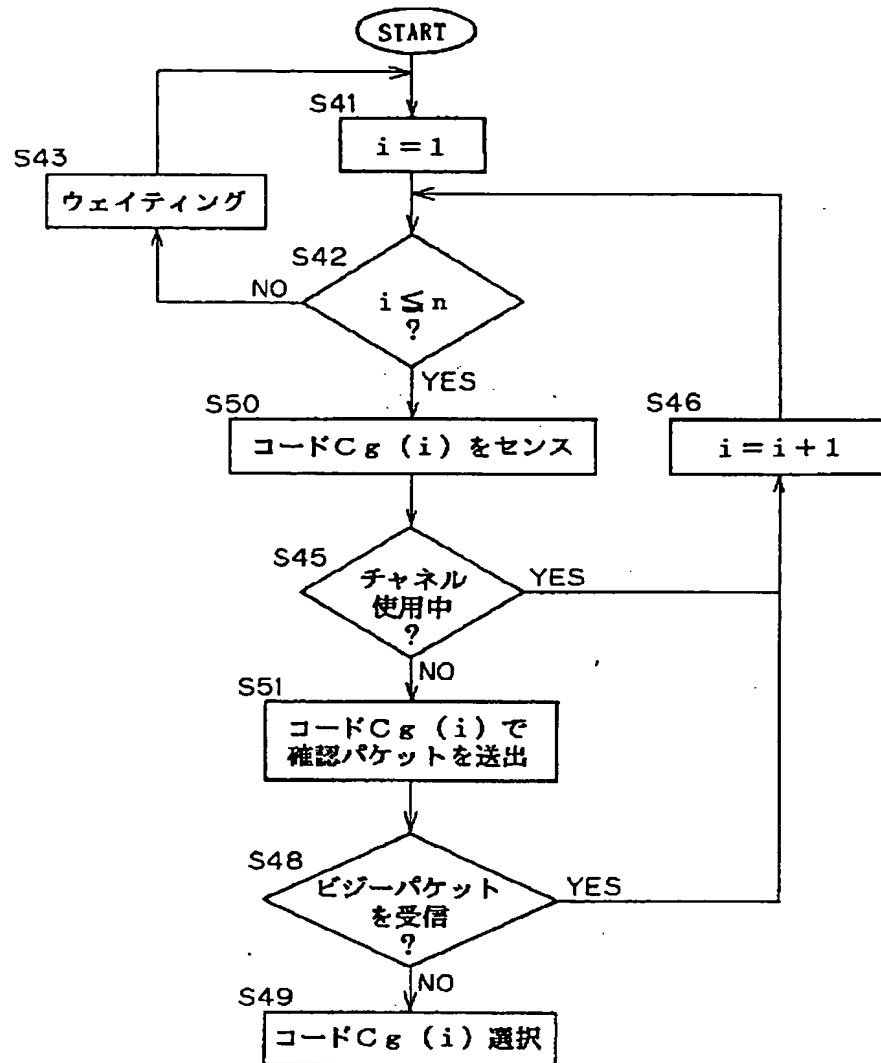 START
S41
i=1
S43
ウェイティング
S42
i≦n
?
NO
YES
S50
コードCg(i)をセンス
S46
i=i+1
S45
チャネル
使用中
?
YES
NO
S51
コードCg(i)で
確認パケットを送出
S48
ビジーパケット
を受信
?
YES
NO
S49
コードCg(i)選択